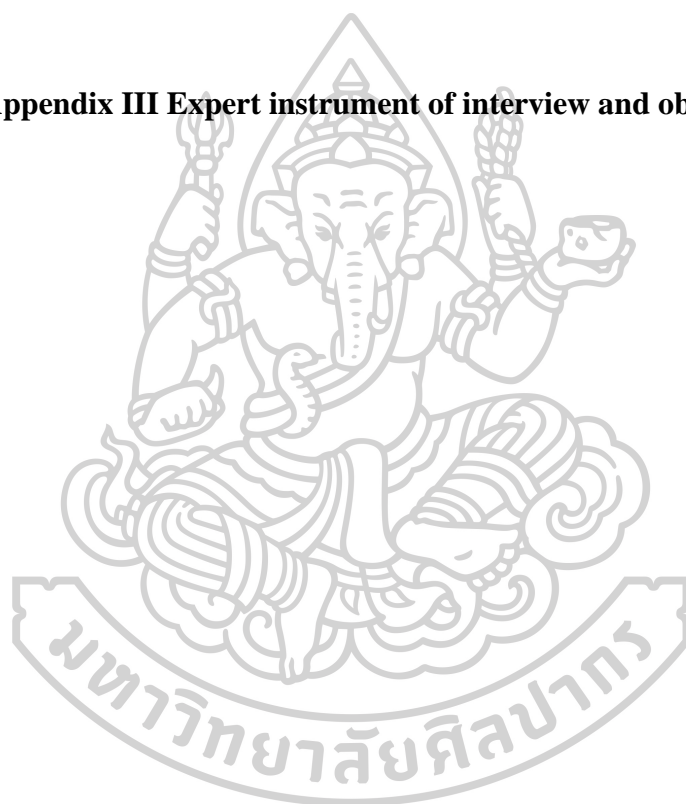 ppendix III Expert instrument of interview and ob
มหาวิทยาลัยศิลปากร